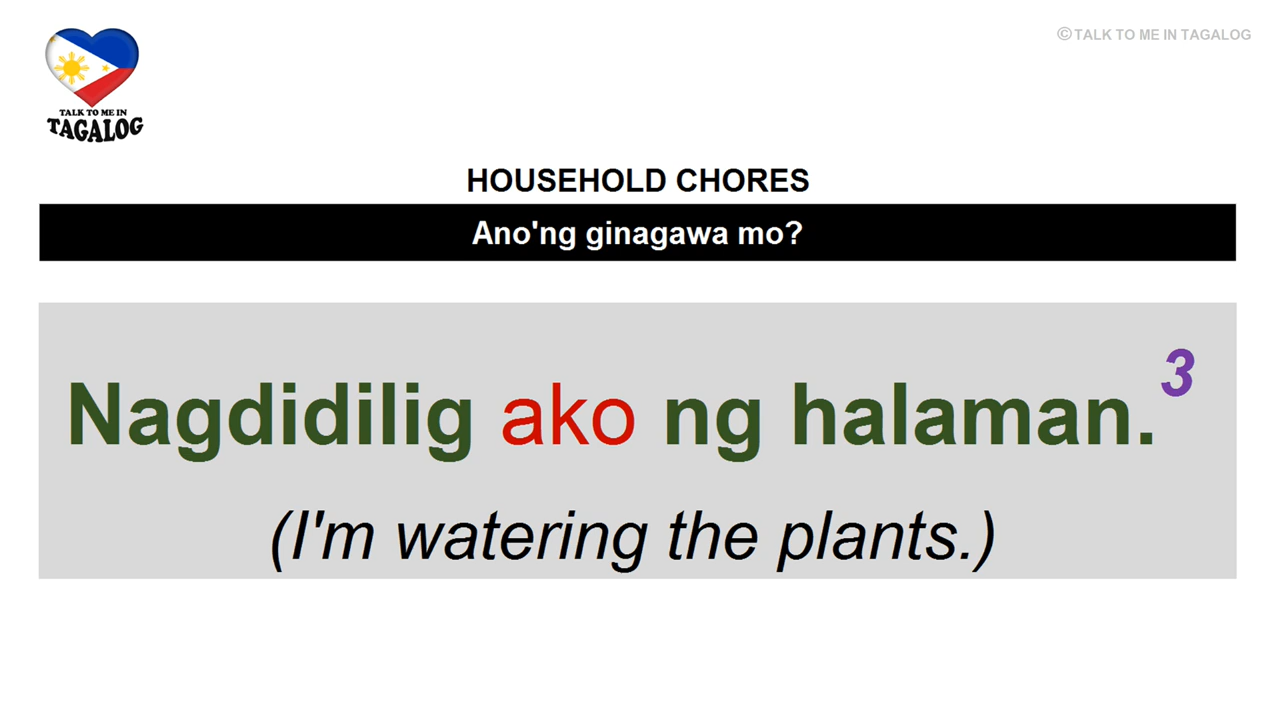 © TALK TO ME IN TAGALOG
TALK TO ME IN
TAGALOG
HOUSEHOLD CHORES
Ano'ng ginagawa mo?
Nagdidilig ako ng halaman.³
(I'm watering the plants.)